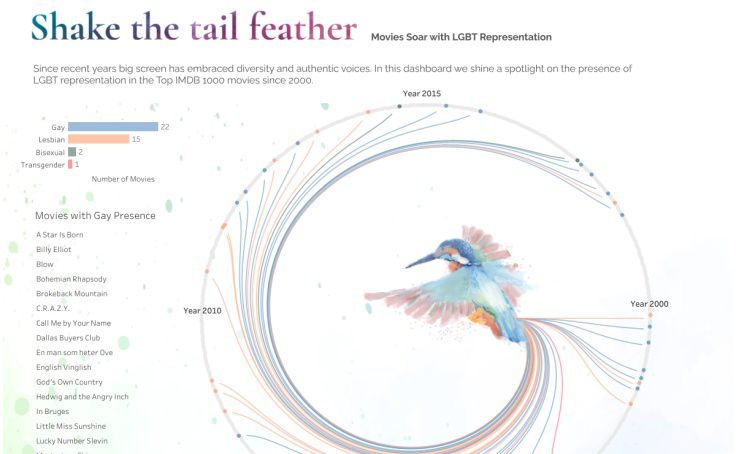 Shake the tail feather
Movies Soar with LGBT Representation
Since recent years big screen has embraced diversity and authentic voices. In this dashboard we shine a spotlight on the presence of
LGBT representation in the Top IMDB 1000 movies since 2000.
Year 2015
Gay 22
Lesbian 15
Bisexual 2
Transgender 1
Number of Movies
Movies with Gay Presence
A Star Is Born
Billy Elliot
Blow
Bohemian Rhapsody
Brokeback Mountain
C.R.A.Z.Y.
Year 2010
Year 2000
Call Me by Your Name
Dallas Buyers Club
En man som heter Ove
English Vinglish
God's Own Country
Hedwig and the Angry Inch
In Bruges
Little Miss Sunshine
Lucky Number Slevin